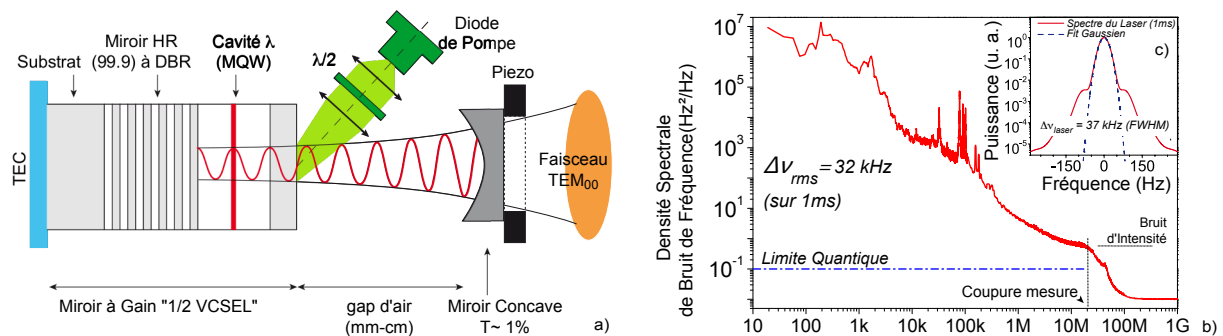 Substrat
Miroir HR
(99.9) à DBR
Cavité λ
(MQW)
λ/2
Diode
de Pompe
Piezo
TEC
Faisceau
TEM00
Miroir à Gain "1/2 VCSEL"
gap d'air
(mm-cm)
Miroir Concave
T~ 1%
a)
Densité Spectrale
de Bruit de Fréquence(Hz²/Hz)
10^7
10^5
10^3
10^1
10^-1
Δν rms = 32 kHz
(sur 1ms)
Limite Quantique
Coupure mesure
Bruit
d'Intensité
10 100 1k 10k 100k 1M 10M 100M 1G
b)
Puissance (u. a.)
10^0
10^-1
10^-2
10^-3
10^-4
10^-5
Spectre du Laser (1ms)
Fit Gaussien
c)
Δν laser = 37 kHz (FWHM)
-150 0 150
Fréquence (Hz)